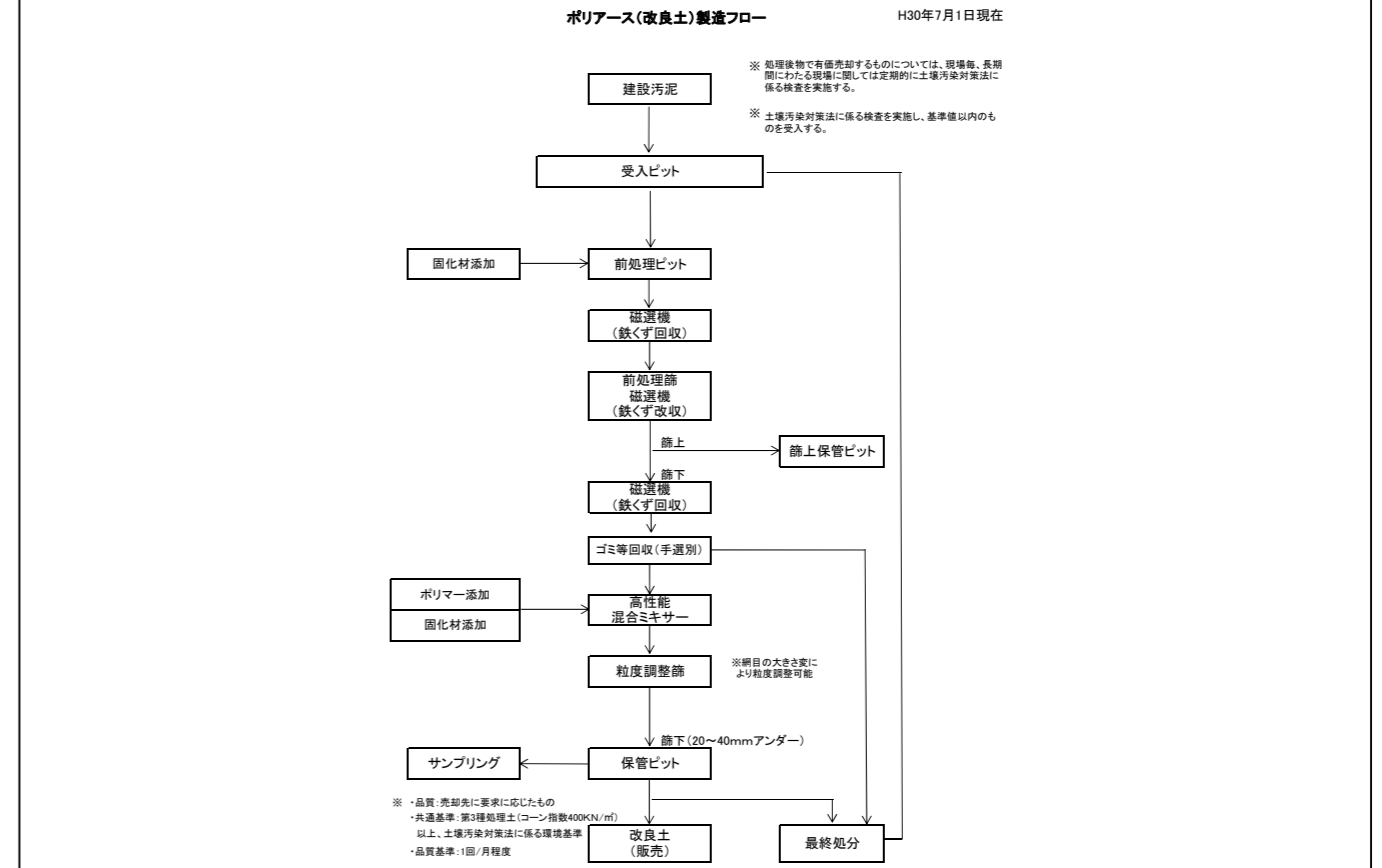 ポリアース（改良土）製造フロー
H30年7月1日現在
※ 処理後物で有価売却するものについては、現場毎、長期
間にわたる現場に関しては定期的に土壌汚染対策法に
係る検査を実施する。
※ 土壌汚染対策法に係る検査を実施し、基準値以内のも
のを受入する。
建設汚泥
受入ピット
固化材添加
前処理ピット
磁選機
（鉄くず回収）
前処理篩
磁選機
（鉄くず改収）
篩上
篩上保管ピット
篩下
磁選機
（鉄くず回収）
ゴミ等回収（手選別）
ポリマー添加
固化材添加
高性能
混合ミキサー
粒度調整篩
※網目の大きさ変に
より粒度調整可能
篩下（20～40mmアンダー）
サンプリング
保管ピット
※ ・品質：売却先に要求に応じたもの
・共通基準：第3種処理土（コーン指数400KN/㎡）
以上、土壌汚染対策法に係る環境基準
・品質基準：1回/月程度
改良土
（販売）
最終処分